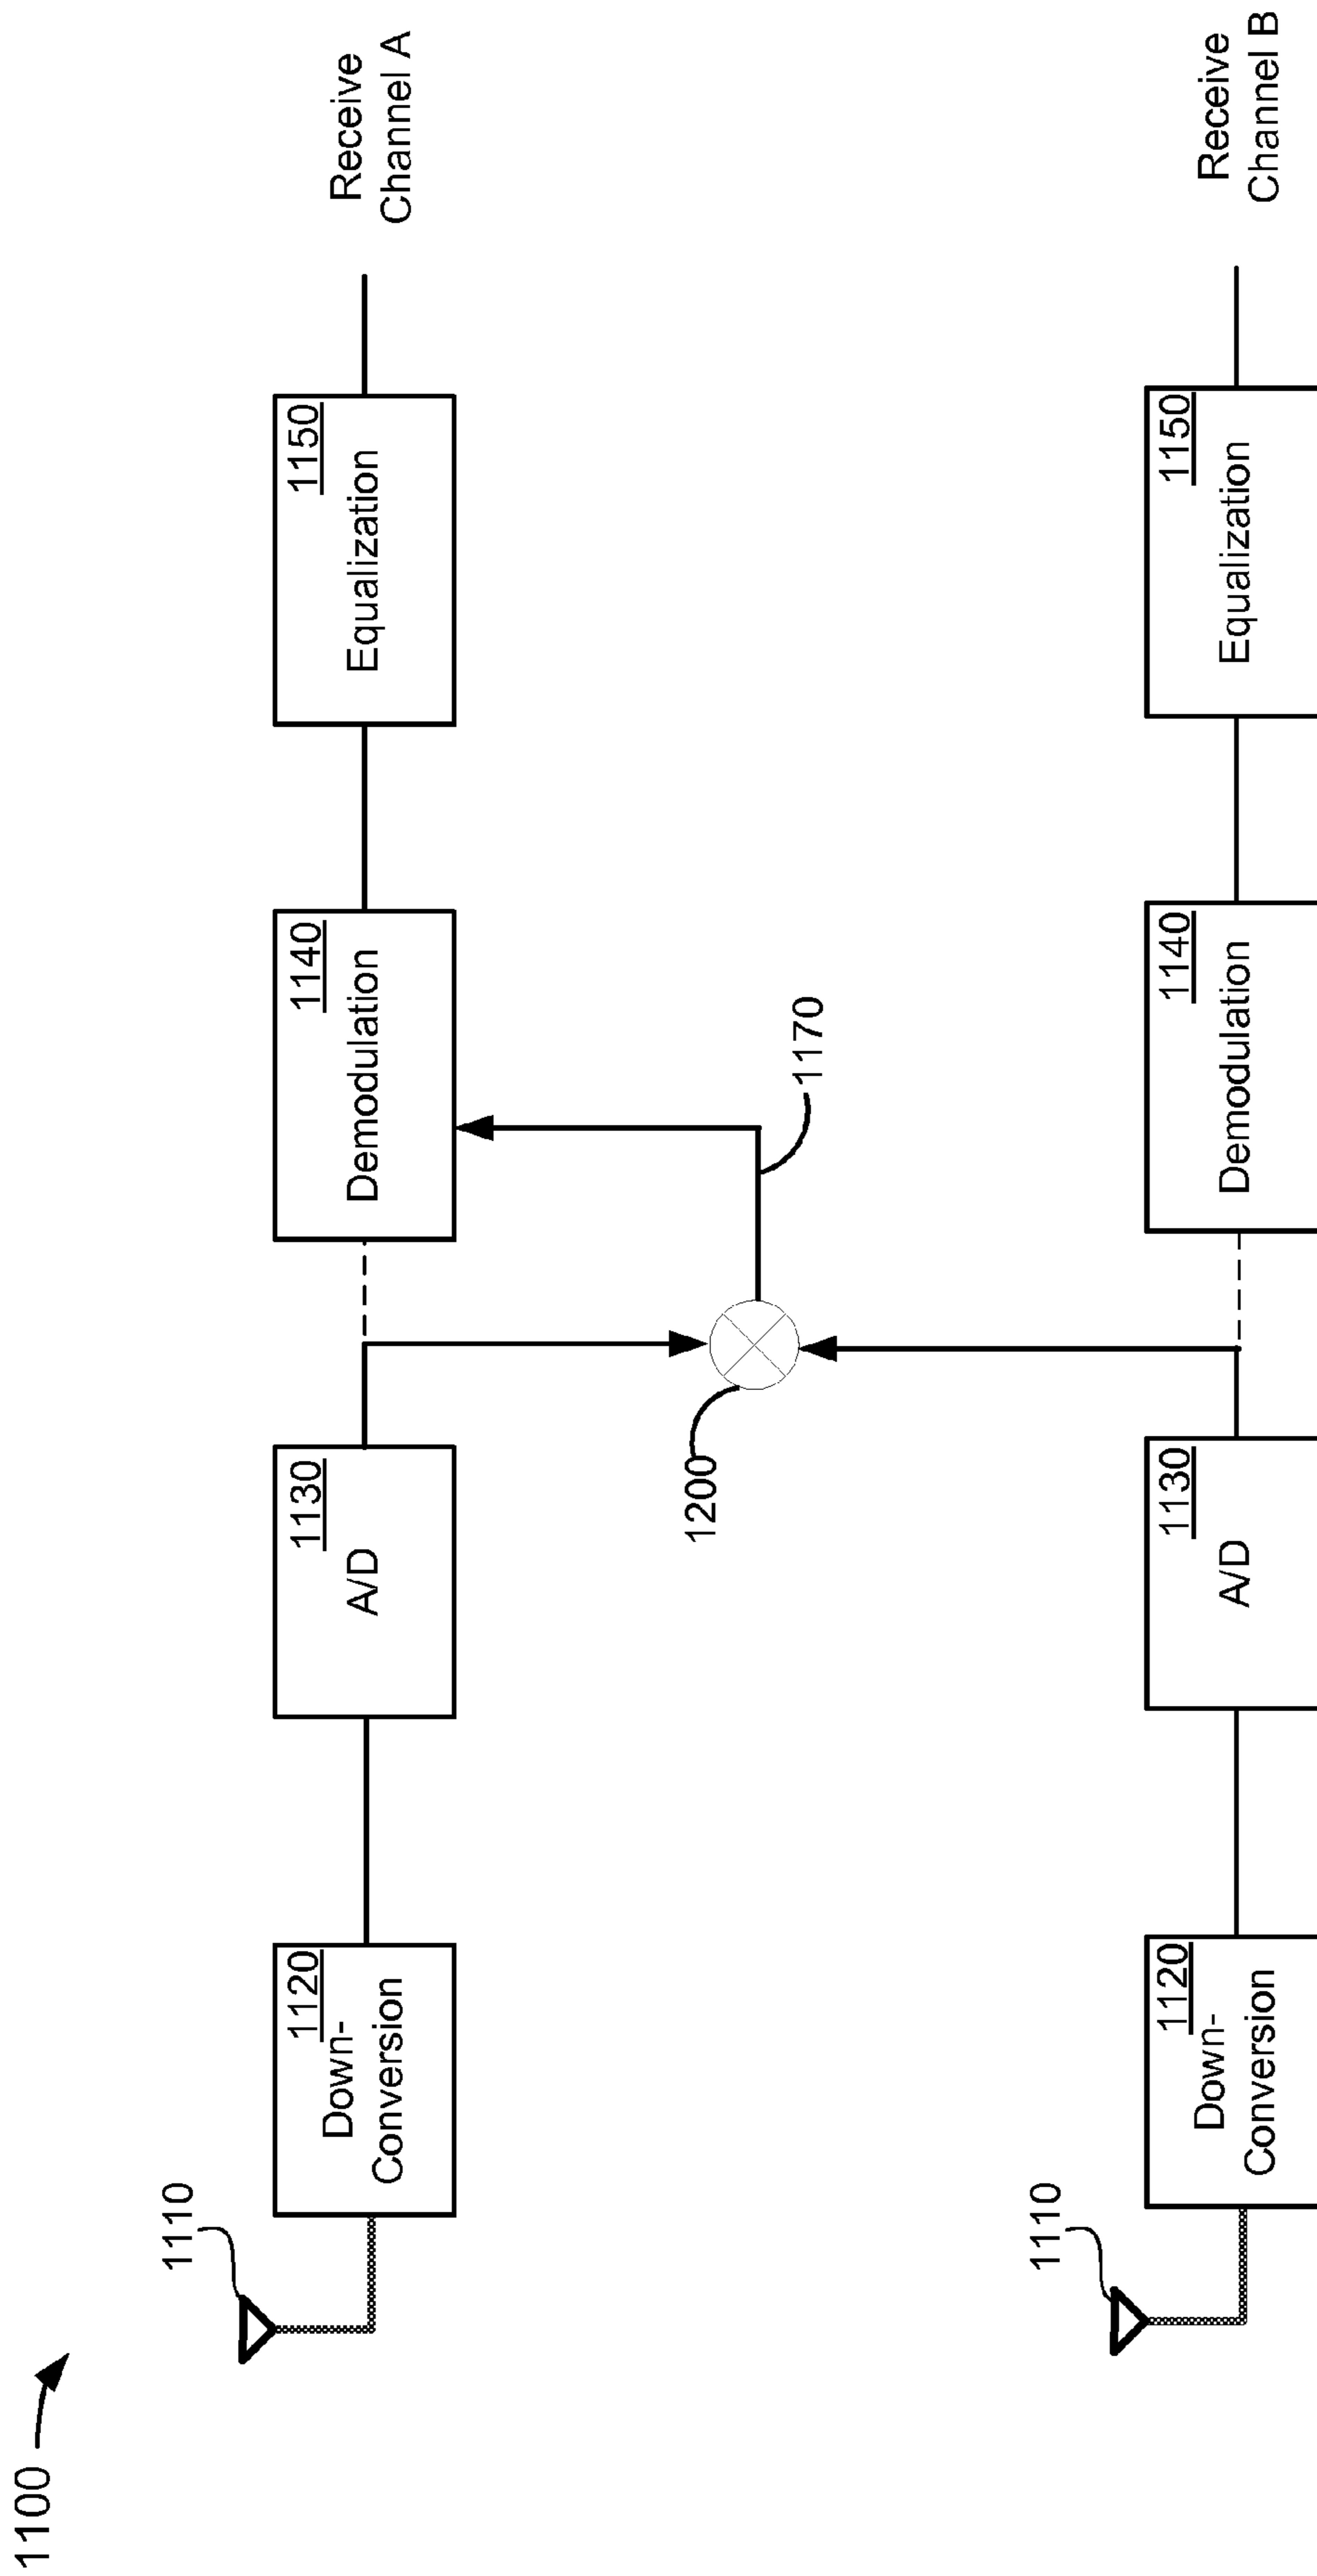 1100
1110
1120
Down-
Conversion
1130
A/D
1140
Demodulation
1150
Equalization
Receive
Channel A
1200
1170
1110
1120
Down-
Conversion
1130
A/D
1140
Demodulation
1150
Equalization
Receive
Channel B